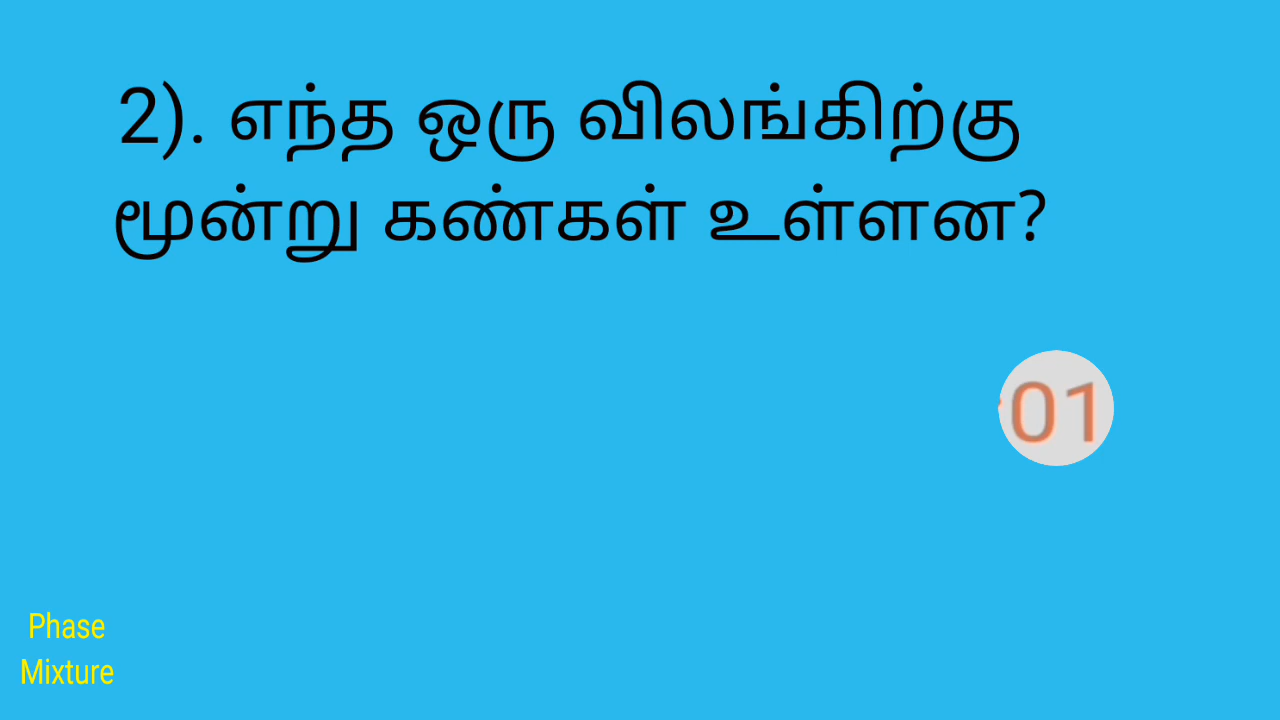 2). எந்த ஒரு விலங்கிற்கு
மூன்று கண்கள் உள்ளன?
01
Phase
Mixture